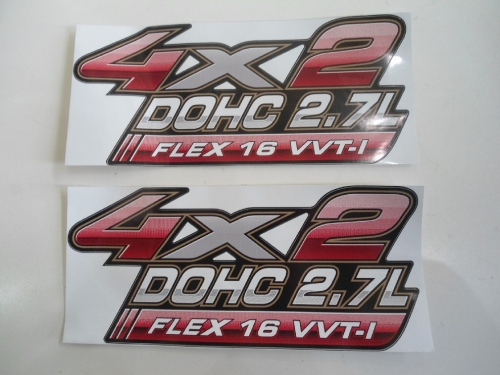 4X2
DOHC 2.7L
FLEX 16 VVT-I
4X2
DOHC 2.7L
FLEX 16 VVT-I